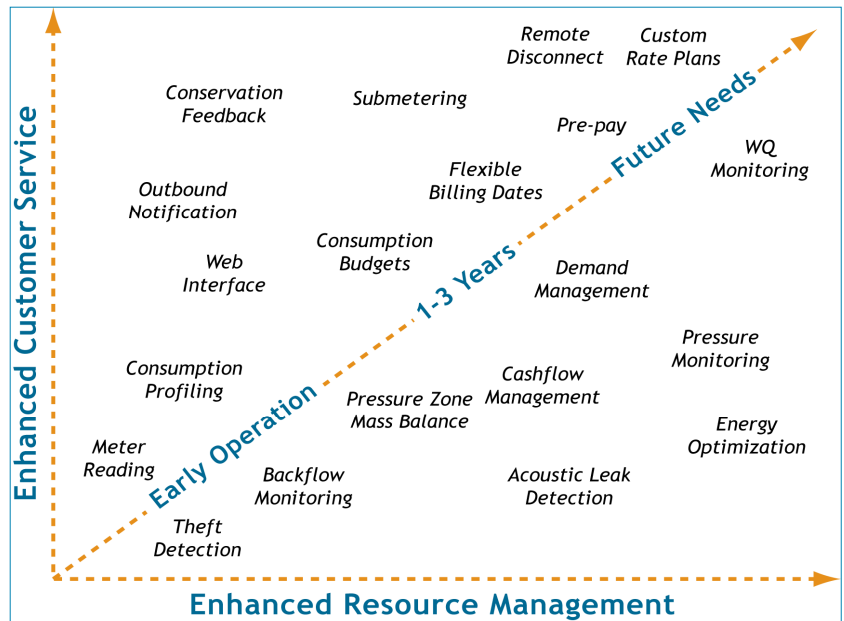 Remote
Disconnect
Custom
Rate Plans
Conservation
Feedback
Submetering
Pre-pay
Future Needs
WQ
Monitoring
Flexible
Billing Dates
Outbound
Notification
Consumption
Budgets
Web
Interface
1-3 Years
Demand
Management
Enhanced Customer Service
Consumption
Profiling
Pressure
Monitoring
Cashflow
Management
Pressure Zone
Mass Balance
Early Operation
Energy
Optimization
Meter
Reading
Backflow
Monitoring
Acoustic Leak
Detection
Theft
Detection
Enhanced Resource Management